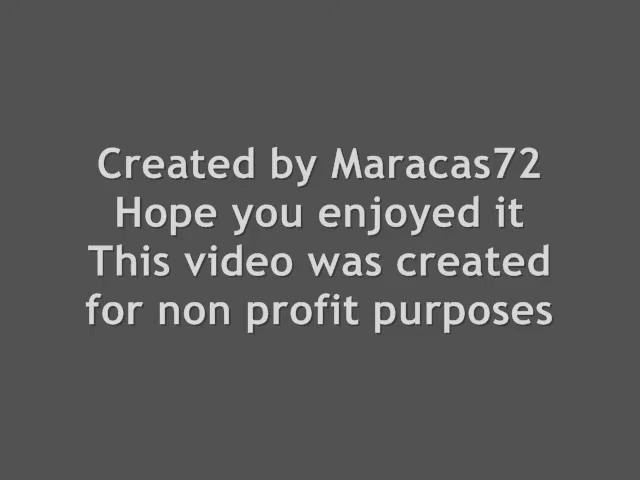 Created by Maracas72
Hope you enjoyed it
This video was created
for non profit purposes